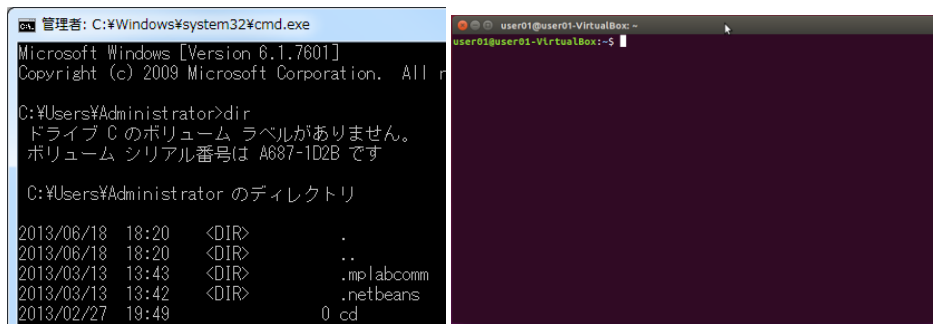 管理者: C:¥Windows¥system32¥cmd.exe
Microsoft Windows [Version 6.1.7601]
Copyright (c) 2009 Microsoft Corporation. All r
C:¥Users¥Administrator>dir
ドライブ C のボリューム ラベルがありません。
ボリューム シリアル番号は A687-1D2B です
C:¥Users¥Administrator のディレクトリ
2013/06/18 18:20 <DIR> .
2013/06/18 18:20 <DIR> ..
2013/03/13 13:43 <DIR> .mplabcomm
2013/03/13 13:42 <DIR> .netbeans
2013/02/27 19:49 0 cd
user01@user01-VirtualBox: ~
user01@user01-VirtualBox:~$